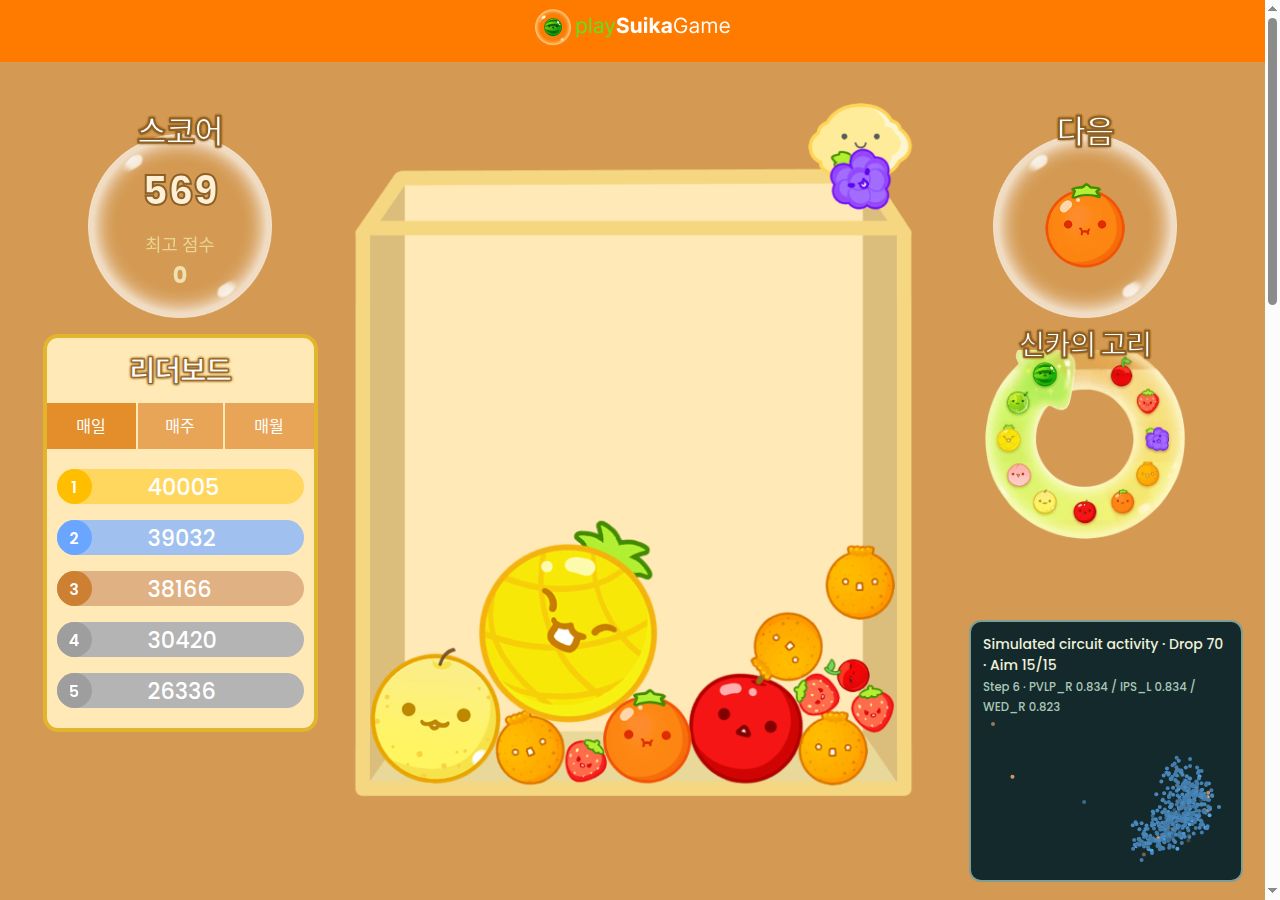 playSuikaGame
스코어
569
최고 점수
0
다음
신카의 고리
리더보드
매일 매주 매월
1 40005
2 39032
3 38166
4 30420
5 26336
Simulated circuit activity · Drop 70
· Aim 15/15
Step 6 · PVLP_R 0.834 / IPS_L 0.834 /
WED_R 0.823